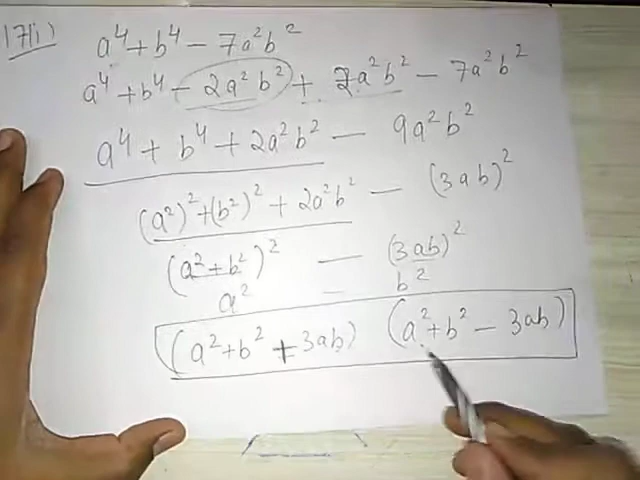 17(i) a⁴+b⁴ - 7a²b²
a⁴+b⁴ - 2a²b² + 2a²b² - 7a²b²
a⁴ + b⁴ + 2a²b² - 9a²b²
(a²)²+(b²)² + 2a²b² - (3ab)²
(a²+b²)² - (3ab)²
a² - b²
(a²+b²+3ab) (a²+b²-3ab)